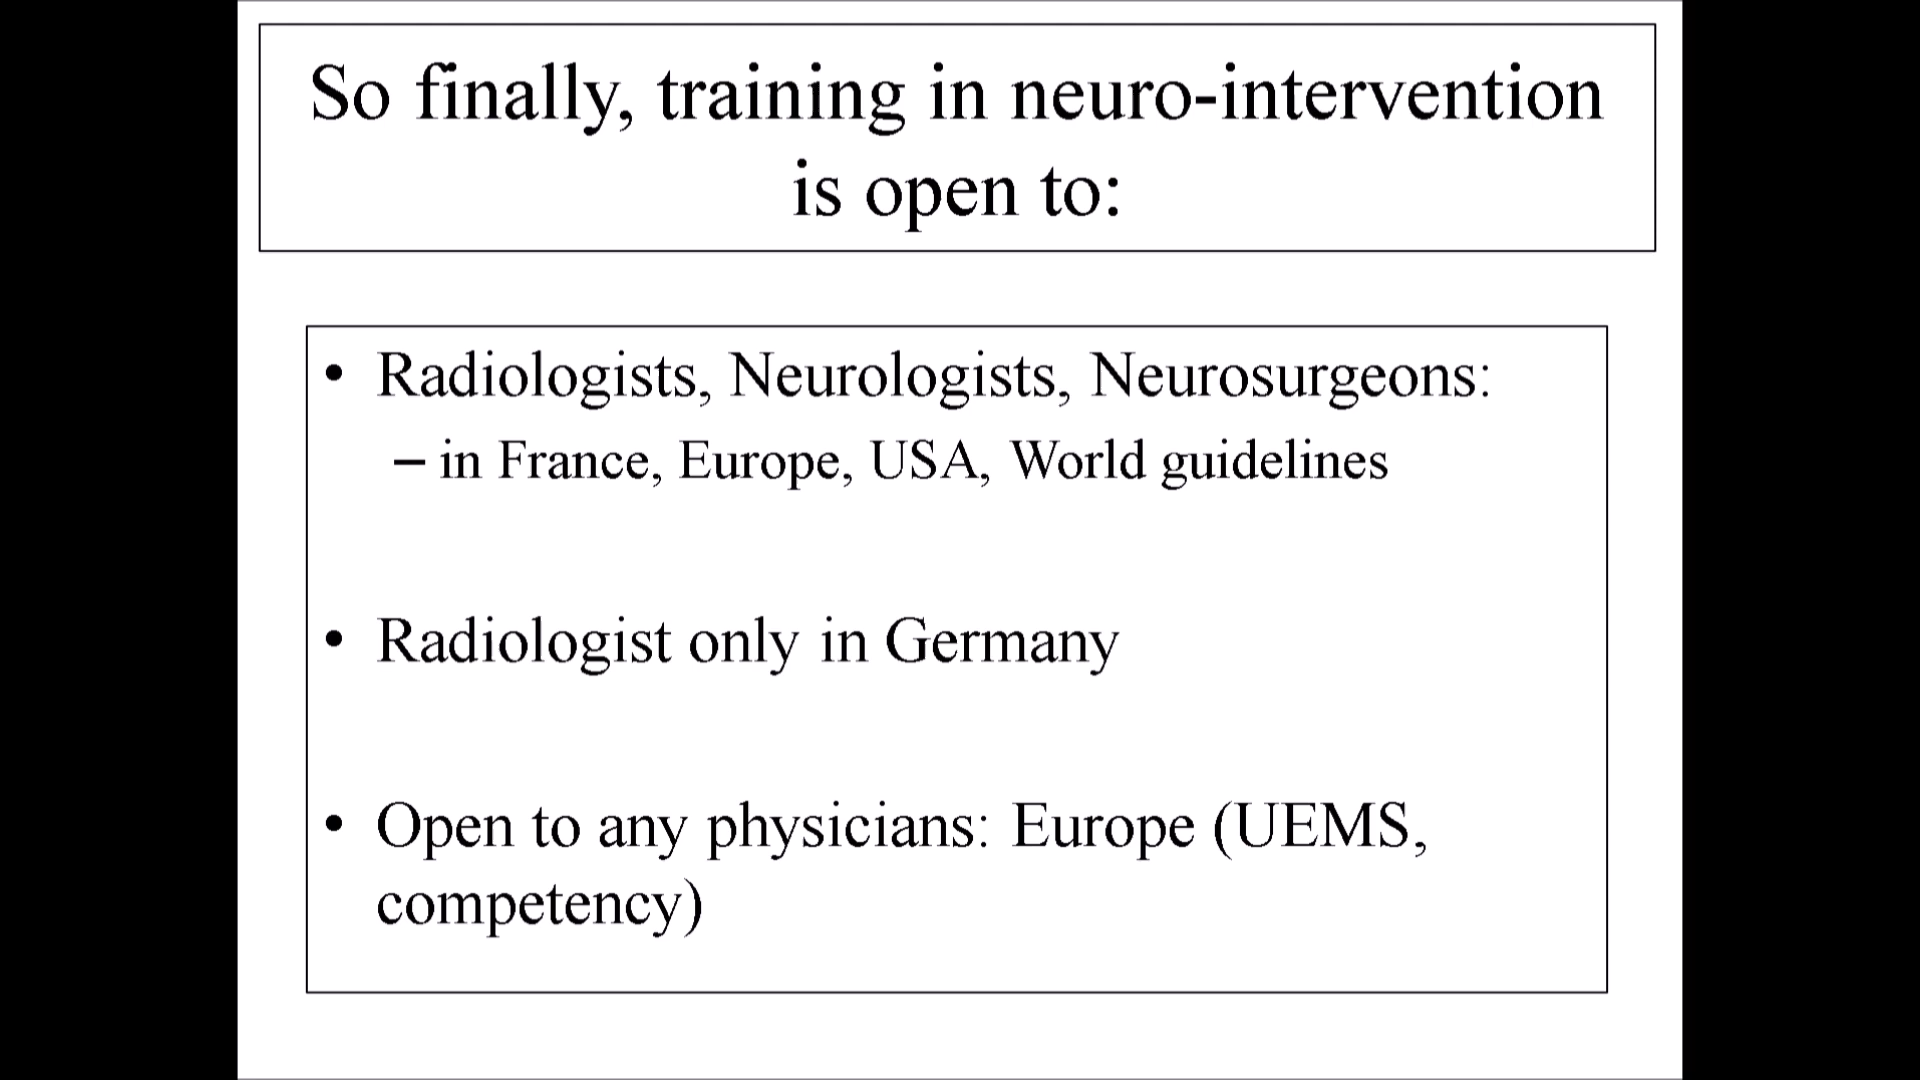 So finally, training in neuro-intervention
is open to:
• Radiologists, Neurologists, Neurosurgeons:
– in France, Europe, USA, World guidelines
• Radiologist only in Germany
• Open to any physicians: Europe (UEMS,
competency)